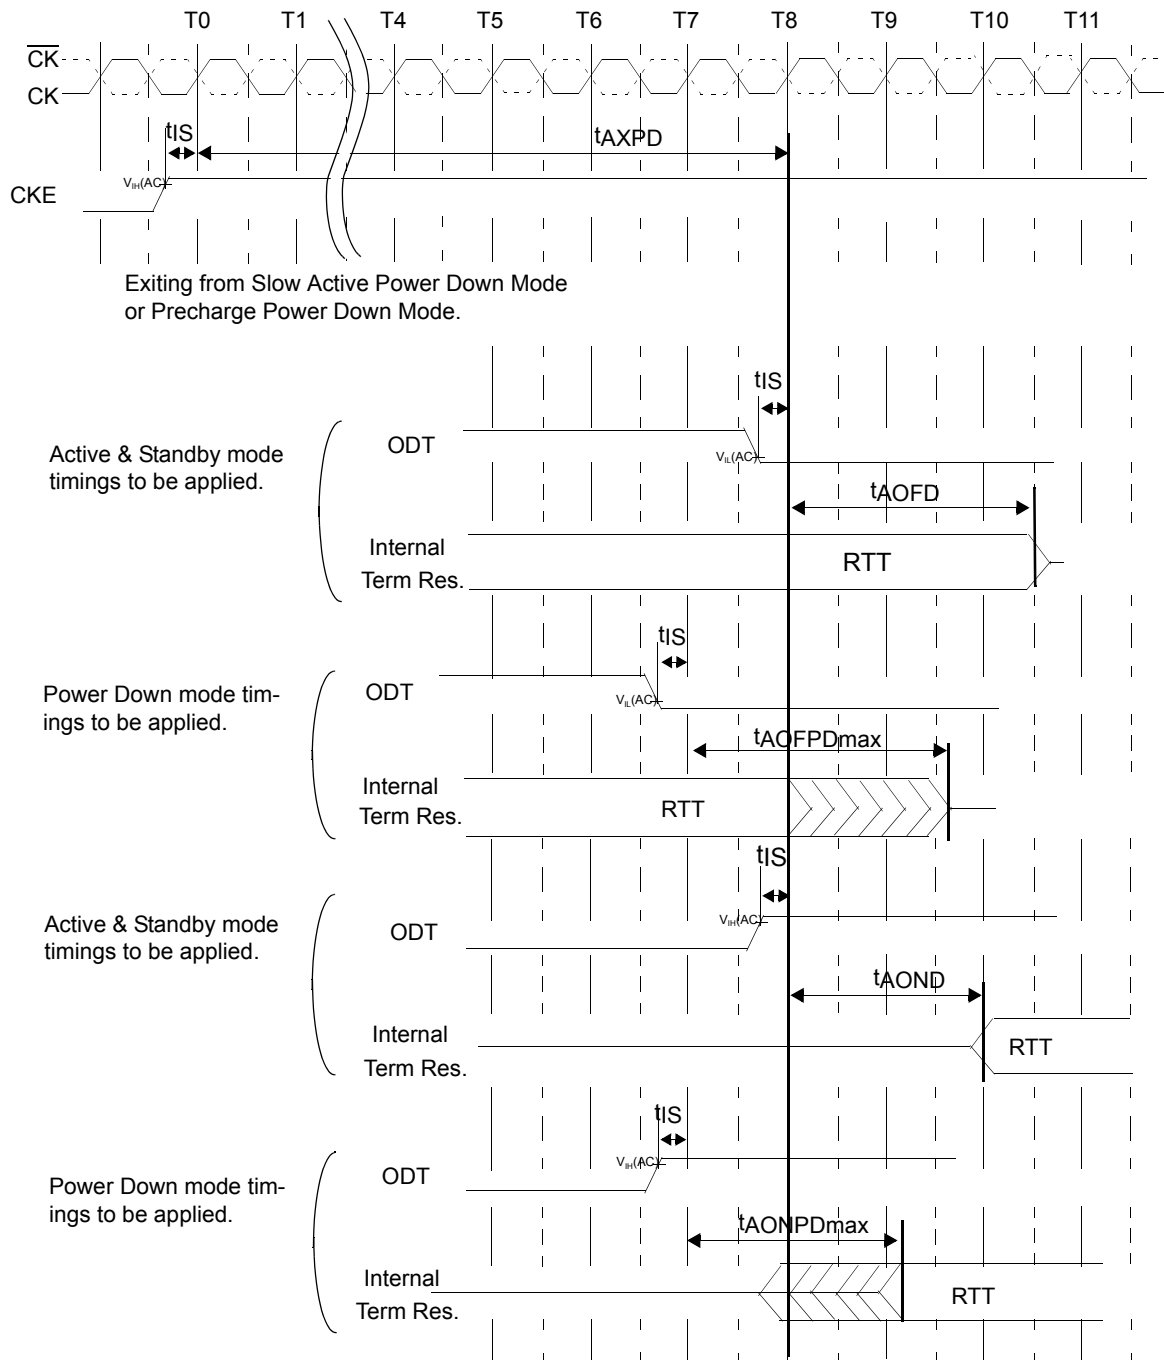 T0 T1 T4 T5 T6 T7 T8 T9 T10 T11
CK
CK
tIS
tAXPD
VIH(AC)
CKE
Exiting from Slow Active Power Down Mode
or Precharge Power Down Mode.
tIS
Active & Standby mode
timings to be applied.
ODT
VIL(AC)
tAOFD
Internal
Term Res.
RTT
tIS
Power Down mode tim-
ings to be applied.
ODT
VIL(AC)
tAOFPDmax
Internal
Term Res.
RTT
tIS
Active & Standby mode
timings to be applied.
ODT
VIH(AC)
tAOND
Internal
Term Res.
RTT
tIS
Power Down mode tim-
ings to be applied.
ODT
VIH(AC)
tAONPDmax
Internal
Term Res.
RTT